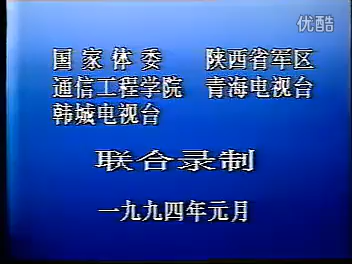 优酷
国家体委 陕西省军区
通信工程学院 青海电视台
韩城电视台
联合录制
一九九四年元月